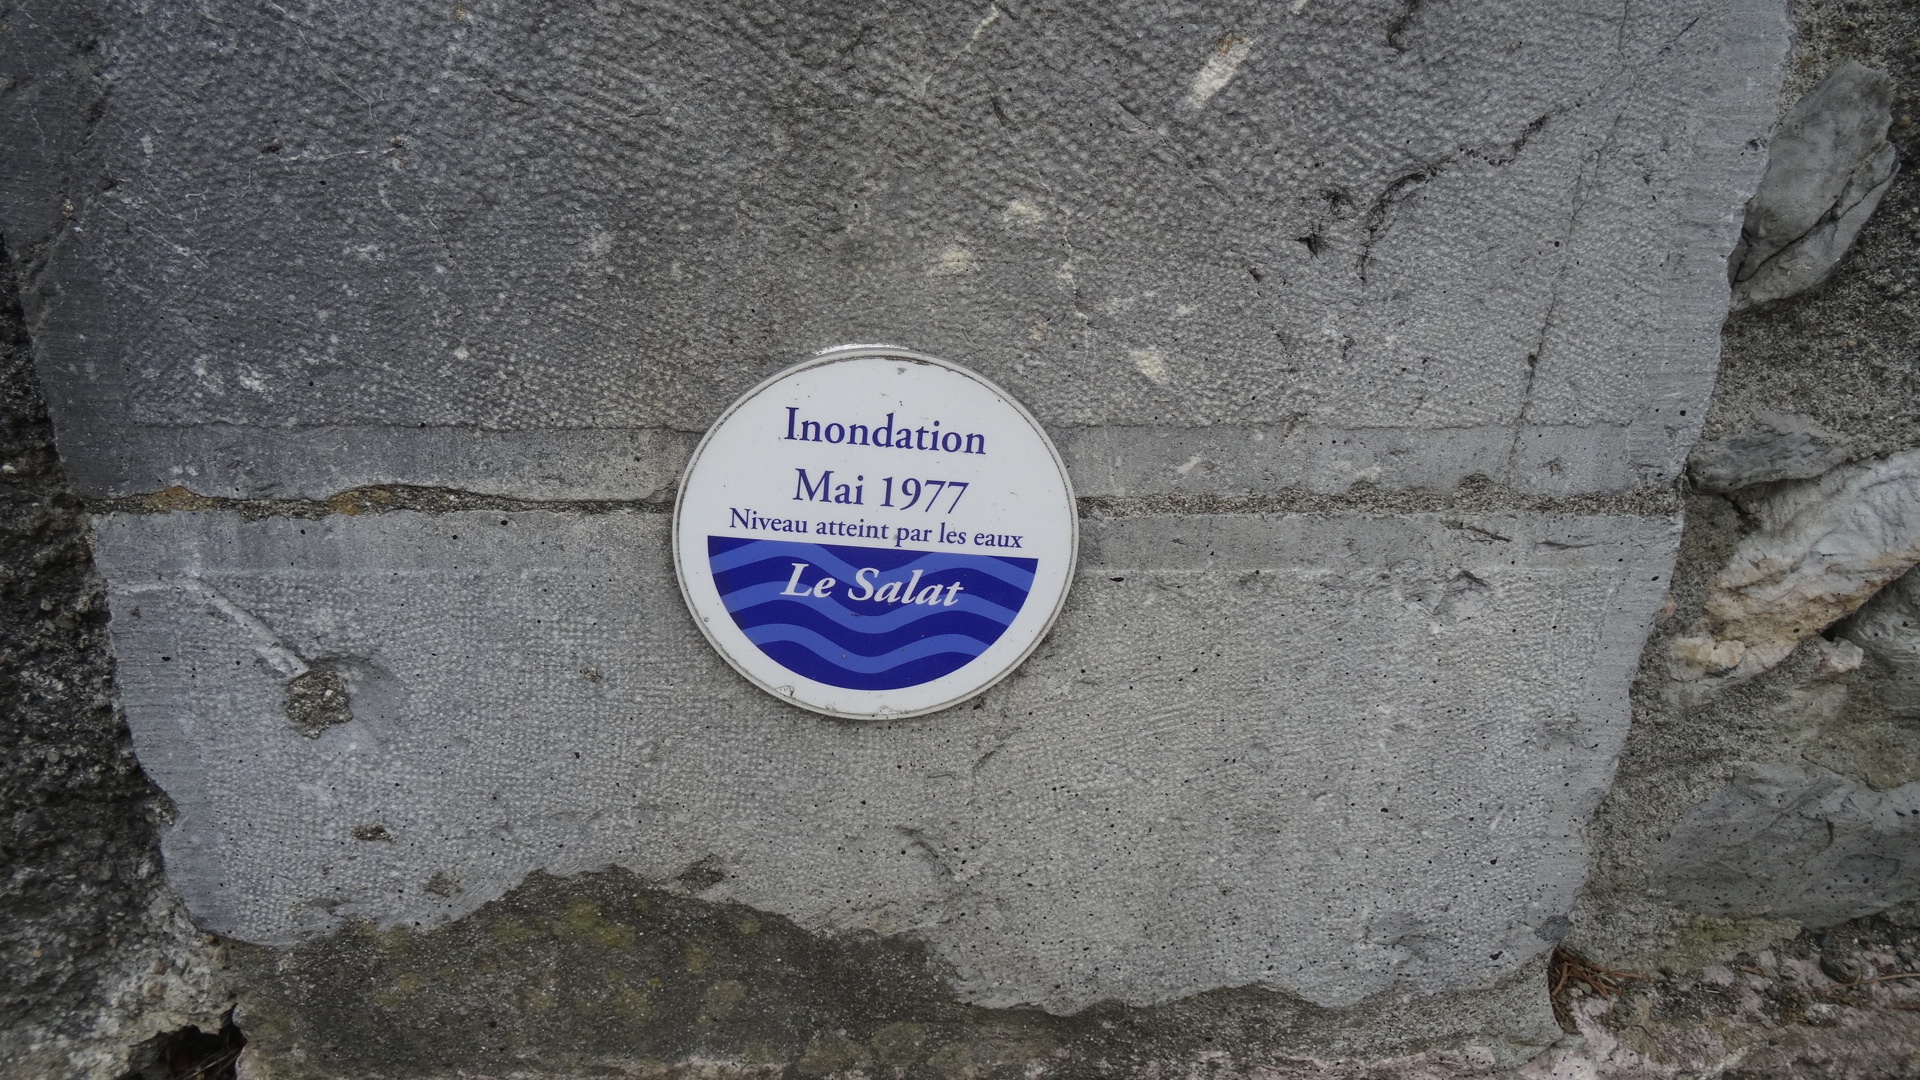 Inondation
Mai 1977
Niveau atteint par les eaux
Le Salat